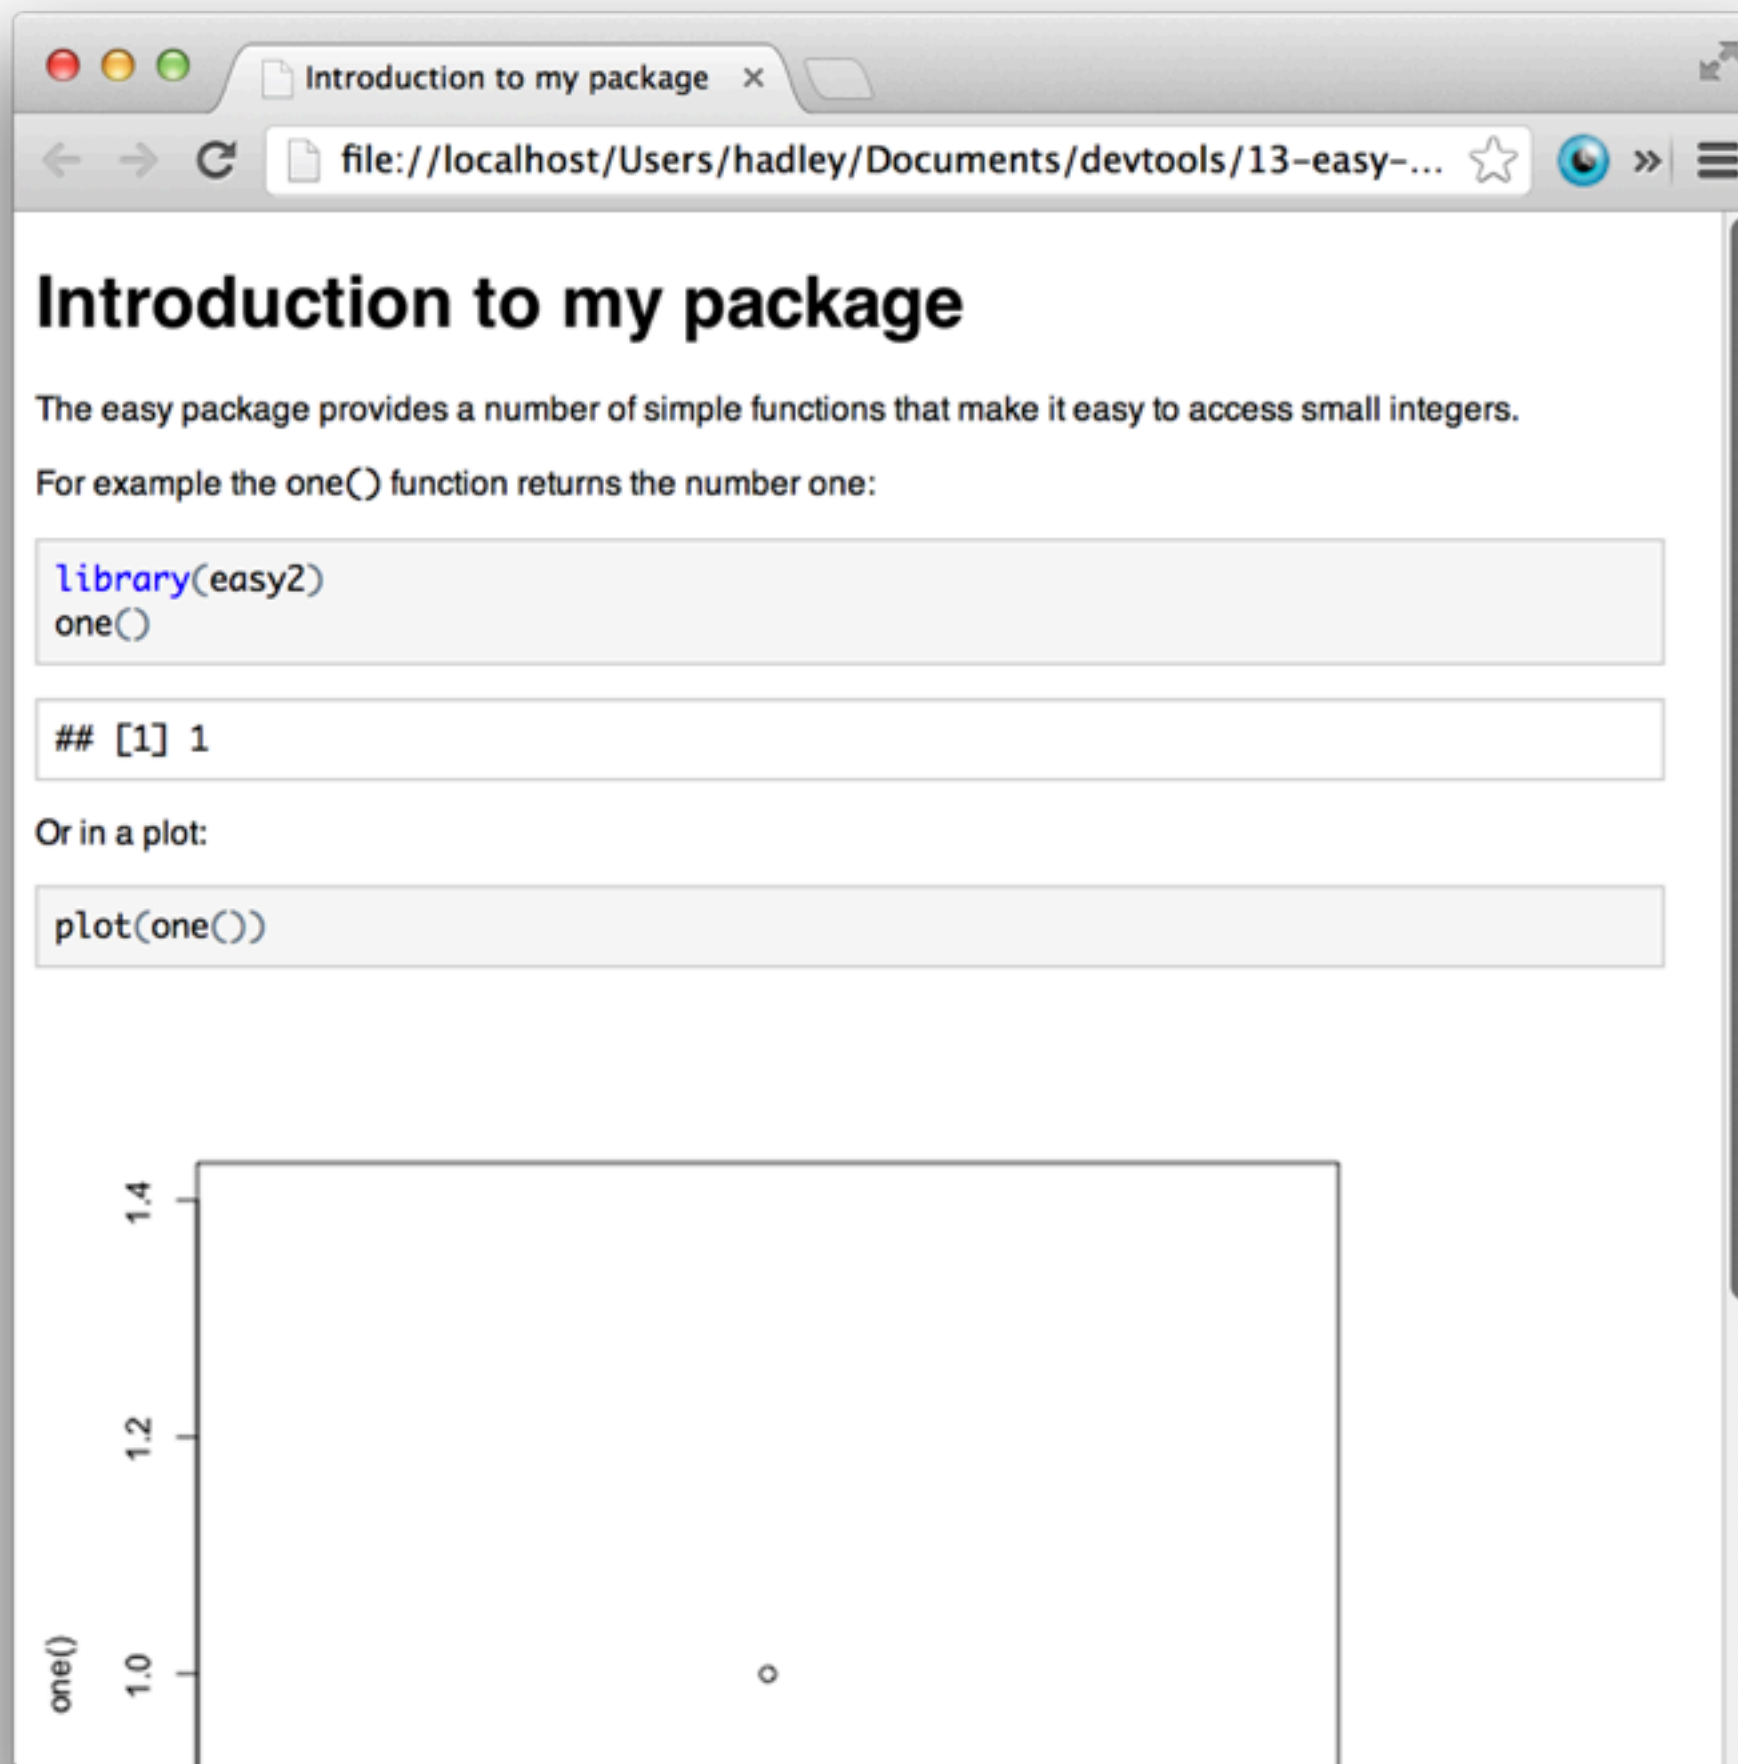 Introduction to my package
file://localhost/Users/hadley/Documents/devtools/13-easy-...
Introduction to my package
The easy package provides a number of simple functions that make it easy to access small integers.
For example the one() function returns the number one:
library(easy2)
one()
## [1] 1
Or in a plot:
plot(one())
1.4
1.2
1.0
one()